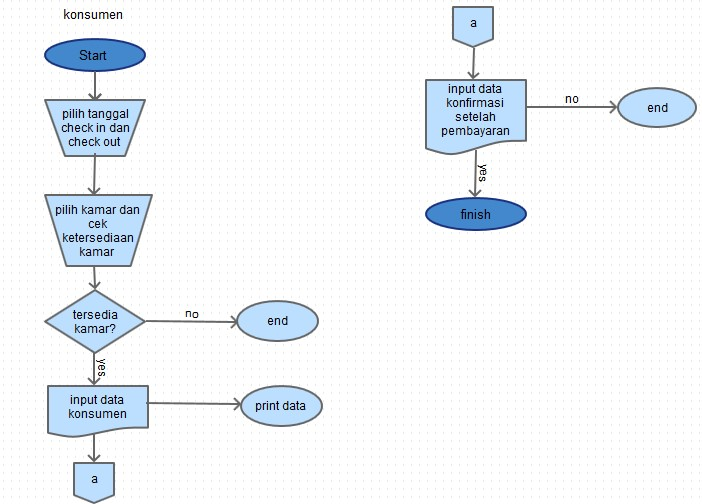 konsumen
Start
pilih tanggal
check in dan
check out
pilih kamar dan
cek
ketersediaan
kamar
tersedia
kamar?
no
end
yes
input data
konsumen
print data
a
a
input data
konfirmasi
setelah
pembayaran
no
end
yes
finish